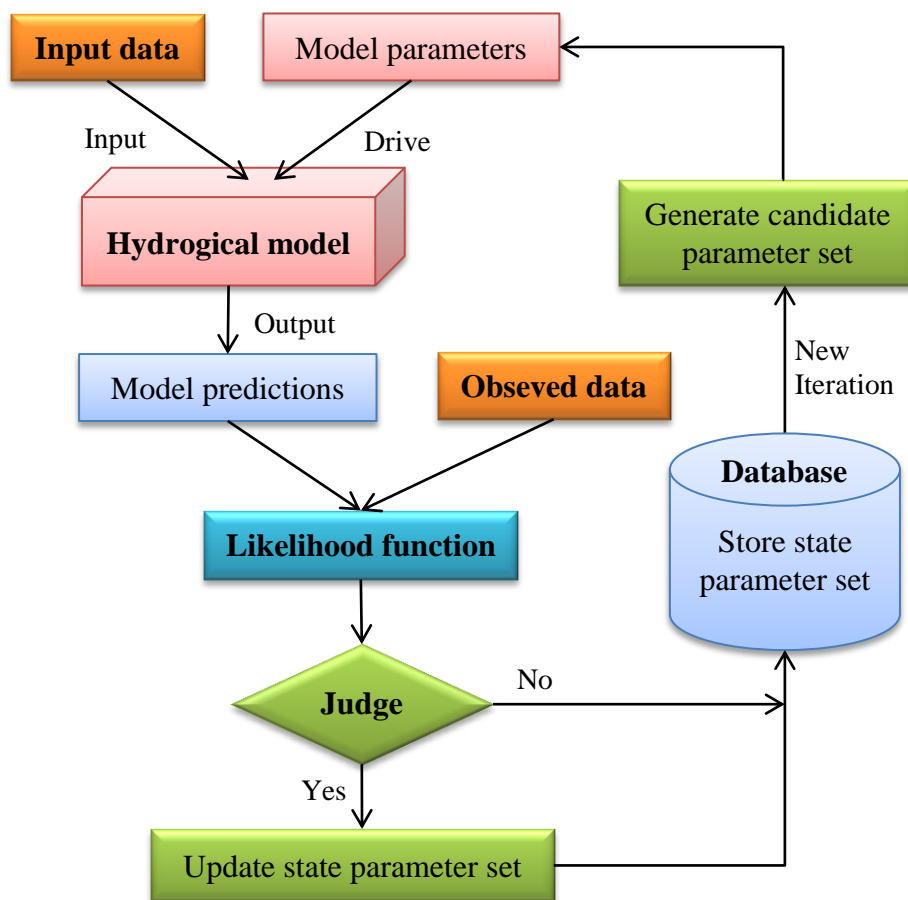 Input data
Model parameters
Input
Drive
Hydrogical model
Generate candidate
parameter set
Output
New
Iteration
Model predictions
Obseved data
Database
Store state
parameter set
Likelihood function
Judge
No
Yes
Update state parameter set